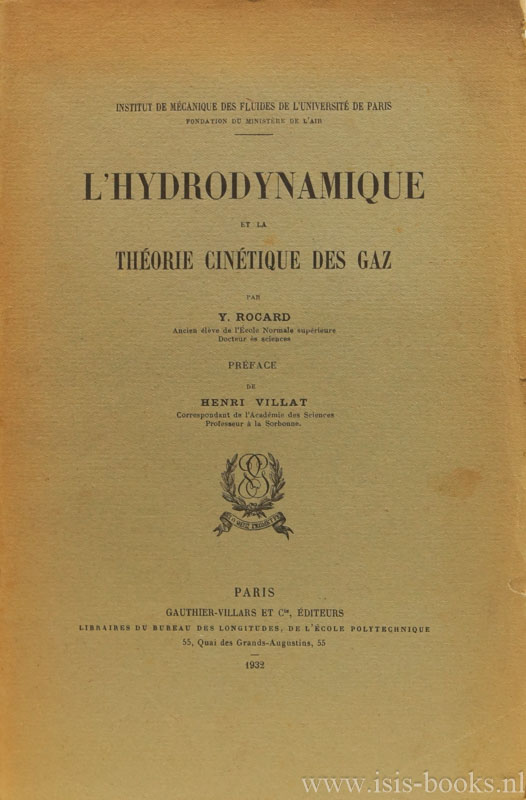 INSTITUT DE MÉCANIQUE DES FLUIDES DE L'UNIVERSITÉ DE PARIS
FONDATION DU MINISTÈRE DE L'AIR
L'HYDRODYNAMIQUE
ET LA
THÉORIE CINÉTIQUE DES GAZ
PAR
Y. ROCARD
Ancien élève de l'École Normale supérieure
Docteur ès sciences
PRÉFACE
DE
HENRI VILLAT
Correspondant de l'Académie des Sciences
Professeur à la Sorbonne.
PARIS
GAUTHIER-VILLARS ET Cie, ÉDITEURS
LIBRAIRES DU BUREAU DES LONGITUDES, DE L'ÉCOLE POLYTECHNIQUE
55, Quai des Grands-Augustins, 55
1932
www.isis-books.nl